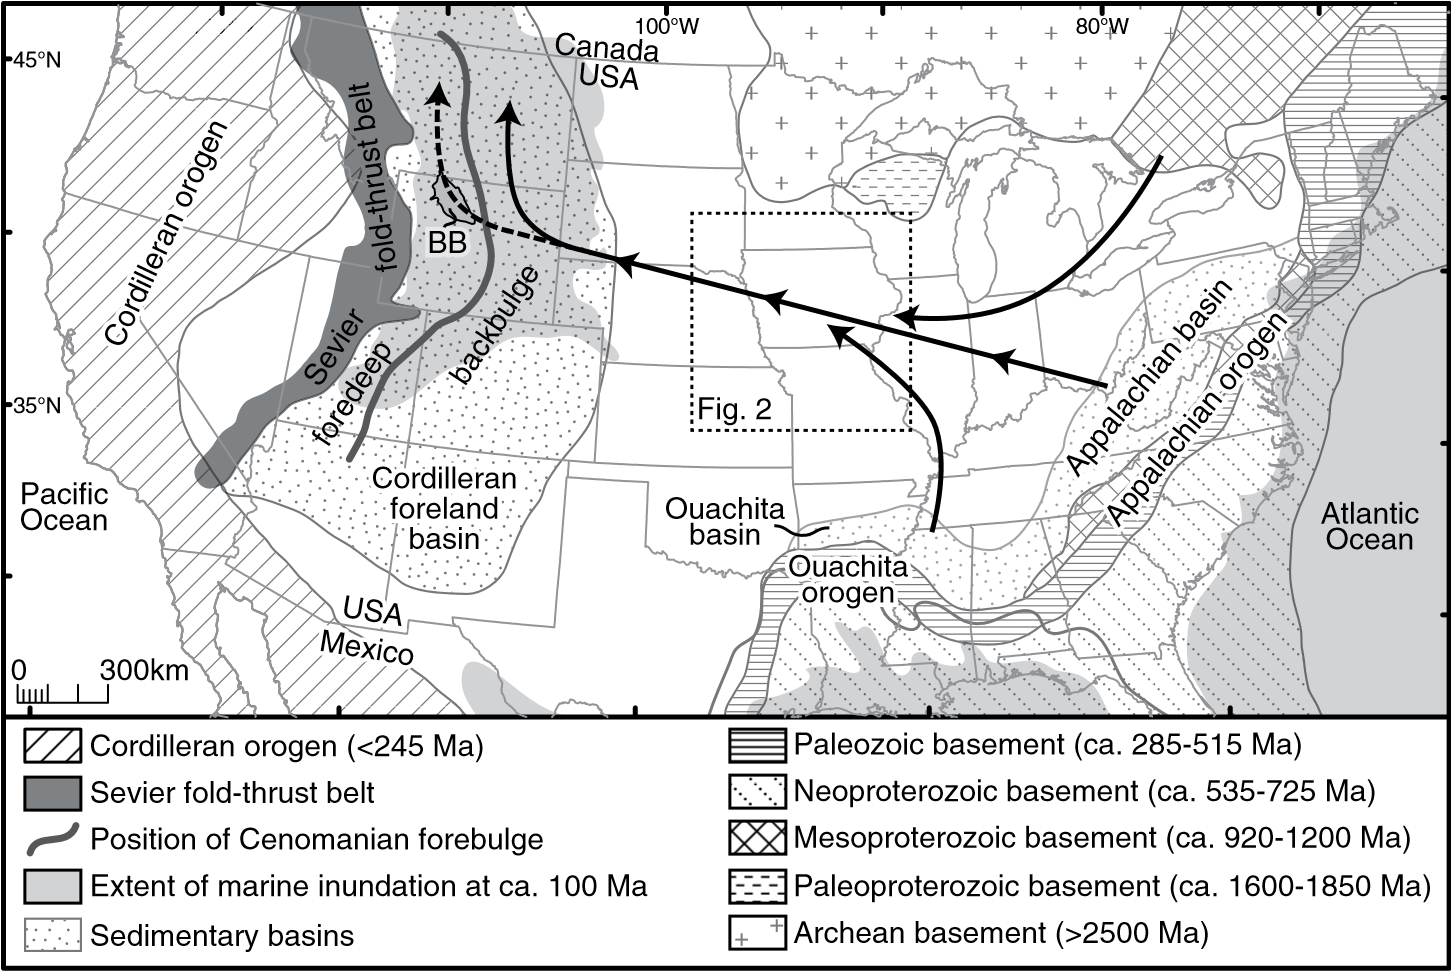 100°W
80°W
45°N
35°N
Canada
USA
Cordilleran orogen
Sevier
fold-thrust belt
BB
foredeep
backbulge
Fig. 2
Cordilleran
foreland
basin
Pacific
Ocean
Ouachita
basin
Ouachita
orogen
Appalachian basin
Appalachian orogen
Atlantic
Ocean
USA
Mexico
0 300km
Cordilleran orogen (<245 Ma)
Sevier fold-thrust belt
Position of Cenomanian forebulge
Extent of marine inundation at ca. 100 Ma
Sedimentary basins
Paleozoic basement (ca. 285-515 Ma)
Neoproterozoic basement (ca. 535-725 Ma)
Mesoproterozoic basement (ca. 920-1200 Ma)
Paleoproterozoic basement (ca. 1600-1850 Ma)
Archean basement (>2500 Ma)